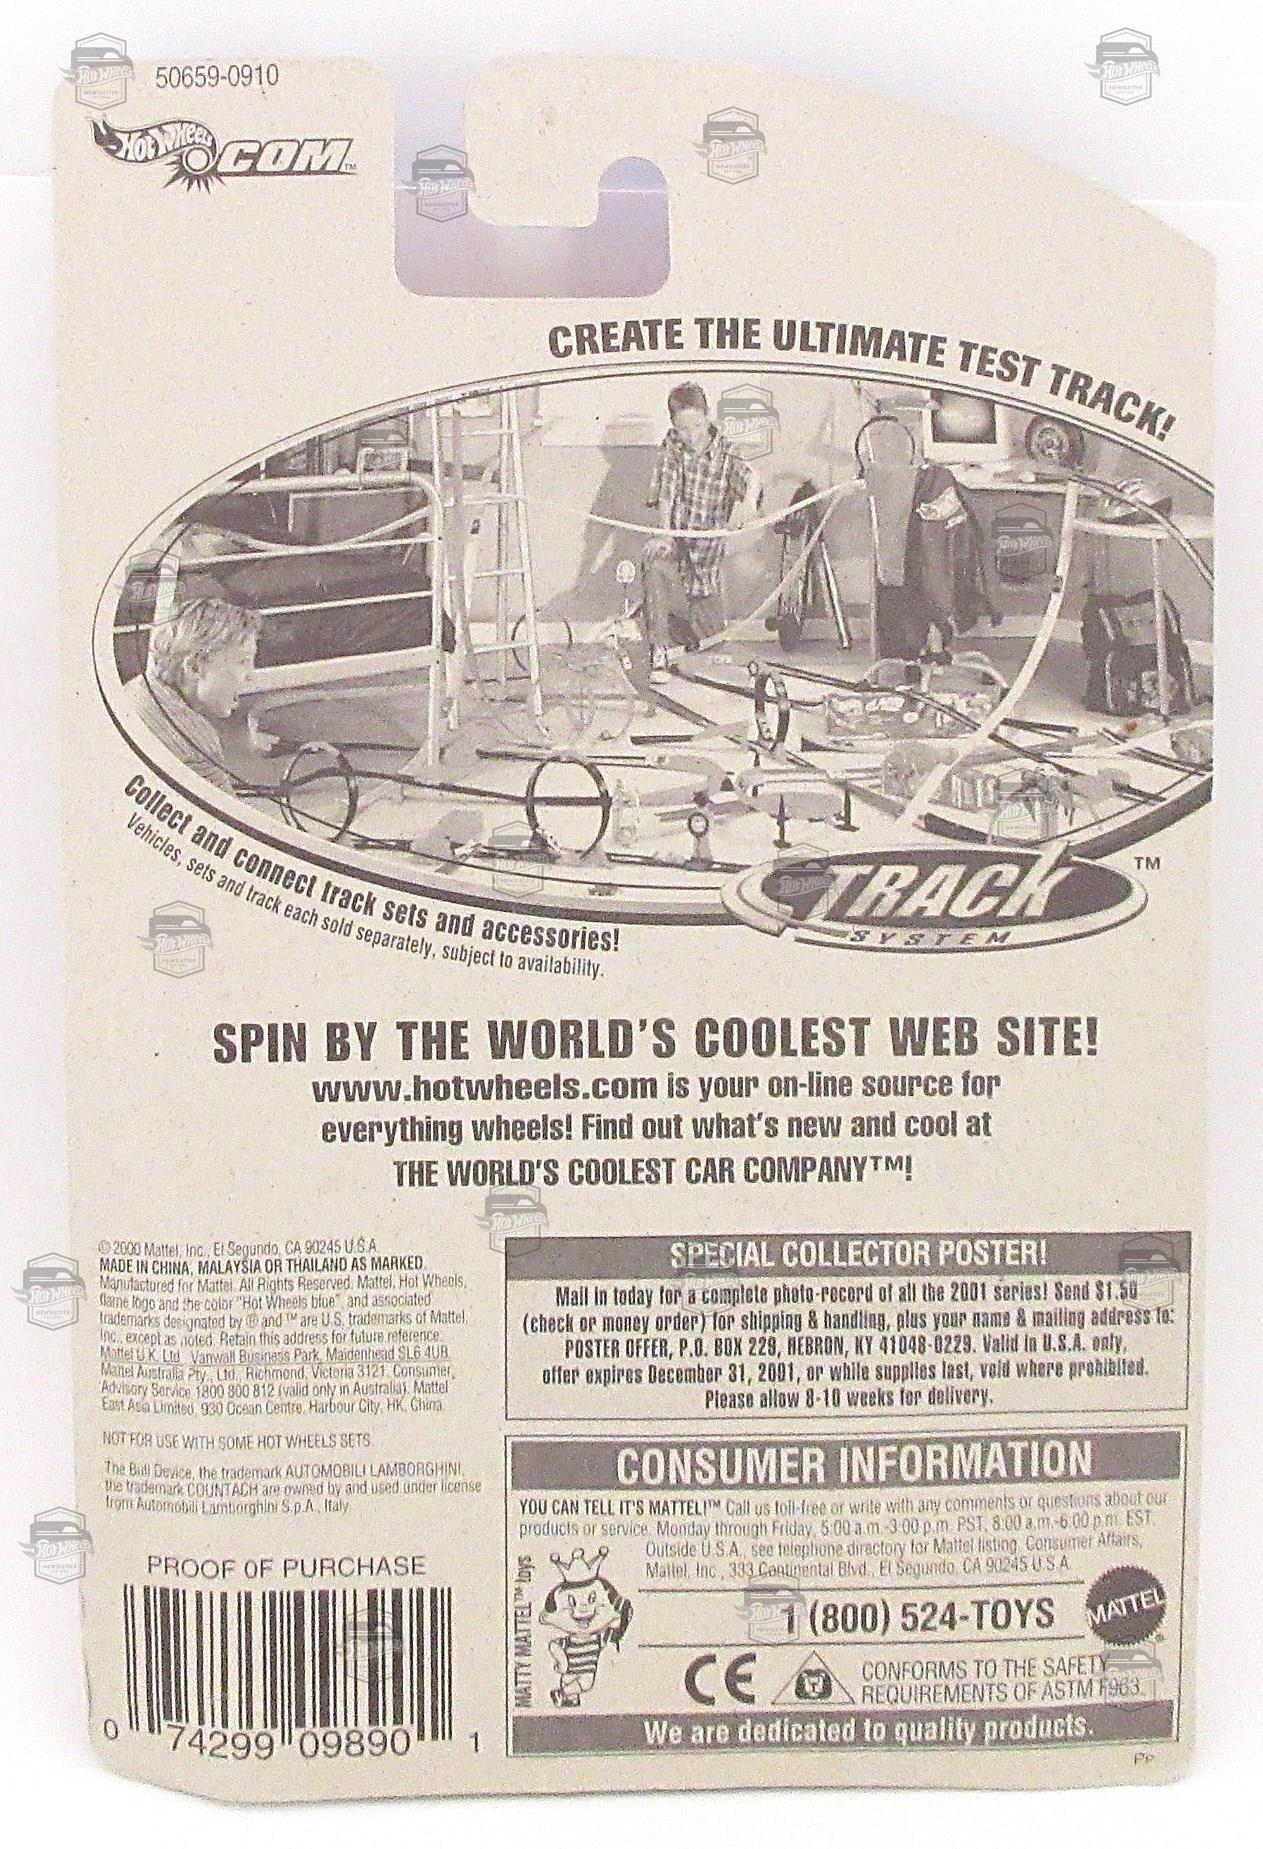 50659-0910
HOT WHEELS.COM™
CREATE THE ULTIMATE TEST TRACK!
Collect and connect track sets and accessories!
Vehicles, sets and track each sold separately, subject to availability.
TRACK ™
SYSTEM
SPIN BY THE WORLD'S COOLEST WEB SITE!
www.hotwheels.com is your on-line source for
everything wheels! Find out what's new and cool at
THE WORLD'S COOLEST CAR COMPANY™!
© 2000 Mattel, Inc., El Segundo, CA 90245 U.S.A.
MADE IN CHINA, MALAYSIA OR THAILAND AS MARKED.
Manufactured for Mattel. All Rights Reserved. Mattel, Hot Wheels,
flame logo and the color "Hot Wheels blue", and associated
trademarks designated by ® and ™ are U.S. trademarks of Mattel,
Inc., except as noted. Retain this address for future reference:
Mattel U.K. Ltd., Vanwall Business Park, Maidenhead SL6 4UB.
Mattel Australia Pty., Ltd., Richmond, Victoria 3121. Consumer
Advisory Service 1800 800 812 (valid only in Australia). Mattel
East Asia Limited, 930 Ocean Centre, Harbour City, HK, China.
NOT FOR USE WITH SOME HOT WHEELS SETS.
The Bull Device, the trademark AUTOMOBILI LAMBORGHINI,
the trademark COUNTACH are owned by and used under license
from Automobili Lamborghini S.p.A., Italy.
PROOF OF PURCHASE
0 74299 09890 1
SPECIAL COLLECTOR POSTER!
Mail in today for a complete photo-record of all the 2001 series! Send $1.50
(check or money order) for shipping & handling, plus your name & mailing address to:
POSTER OFFER, P.O. BOX 229, HEBRON, KY 41048-0229. Valid in U.S.A. only,
offer expires December 31, 2001, or while supplies last, void where prohibited.
Please allow 8-10 weeks for delivery.
CONSUMER INFORMATION
YOU CAN TELL IT'S MATTEL!™ Call us toll-free or write with any comments or questions about our
products or service. Monday through Friday, 5:00 a.m.-3:00 p.m. PST, 8:00 a.m.-6:00 p.m. EST.
Outside U.S.A., see telephone directory for Mattel listing. Consumer Affairs,
Mattel, Inc., 333 Continental Blvd., El Segundo, CA 90245 U.S.A.
1 (800) 524-TOYS
MATTEL®
MATTY MATTEL™ toys
CE
CONFORMS TO THE SAFETY
REQUIREMENTS OF ASTM F963.
We are dedicated to quality products.
PP
HOT WHEELS
NEWSLETTER